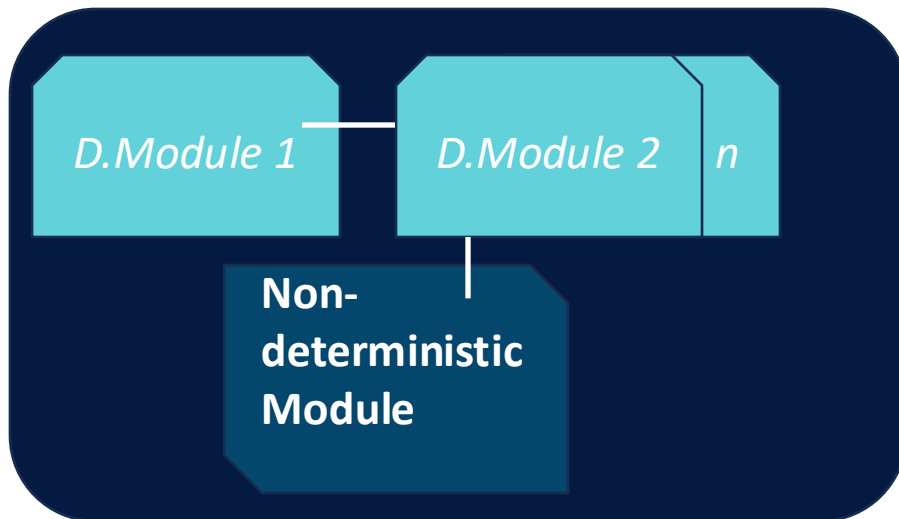 D.Module 1
D.Module 2
n
Non-
deterministic
Module